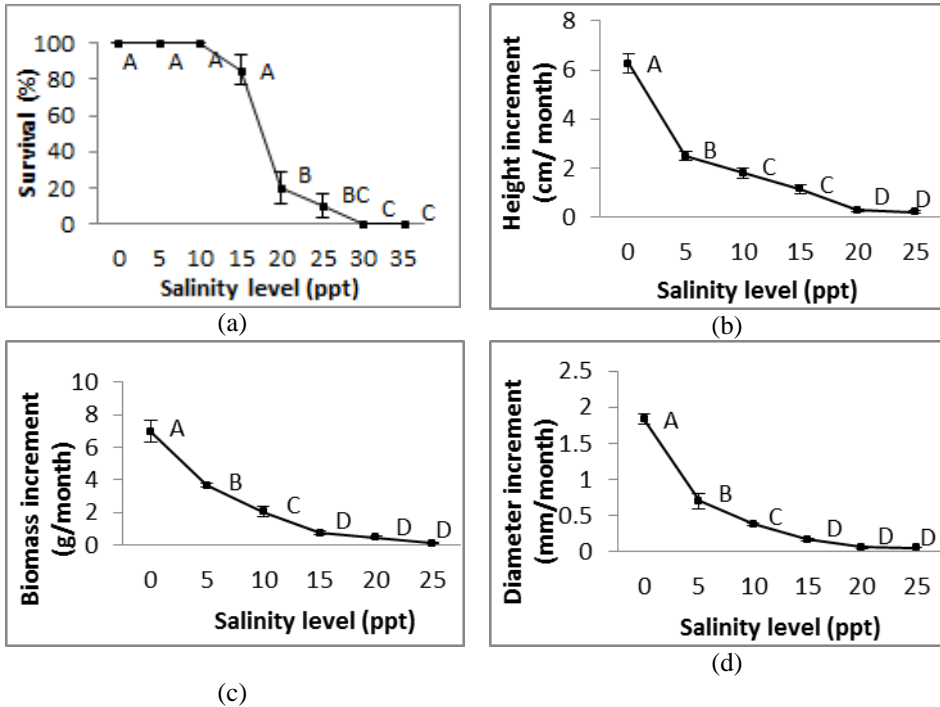 100
80
60
40
20
0
Survival (%)
A
A
A
A
B
BC
C
C
0 5 10 15 20 25 30 35
Salinity level (ppt)
(a)
8
6
4
2
0
Height increment
(cm/ month)
A
B
C
C
D
D
0 5 10 15 20 25
Salinity level (ppt)
(b)
10
8
6
4
2
0
Biomass increment
(g/month)
A
B
C
D
D
D
0 5 10 15 20 25
Salinity level (ppt)
(c)
2.5
2
1.5
1
0.5
0
Diameter increment
(mm/month)
A
B
C
D
D
D
0 5 10 15 20 25
Salinity level (ppt)
(d)